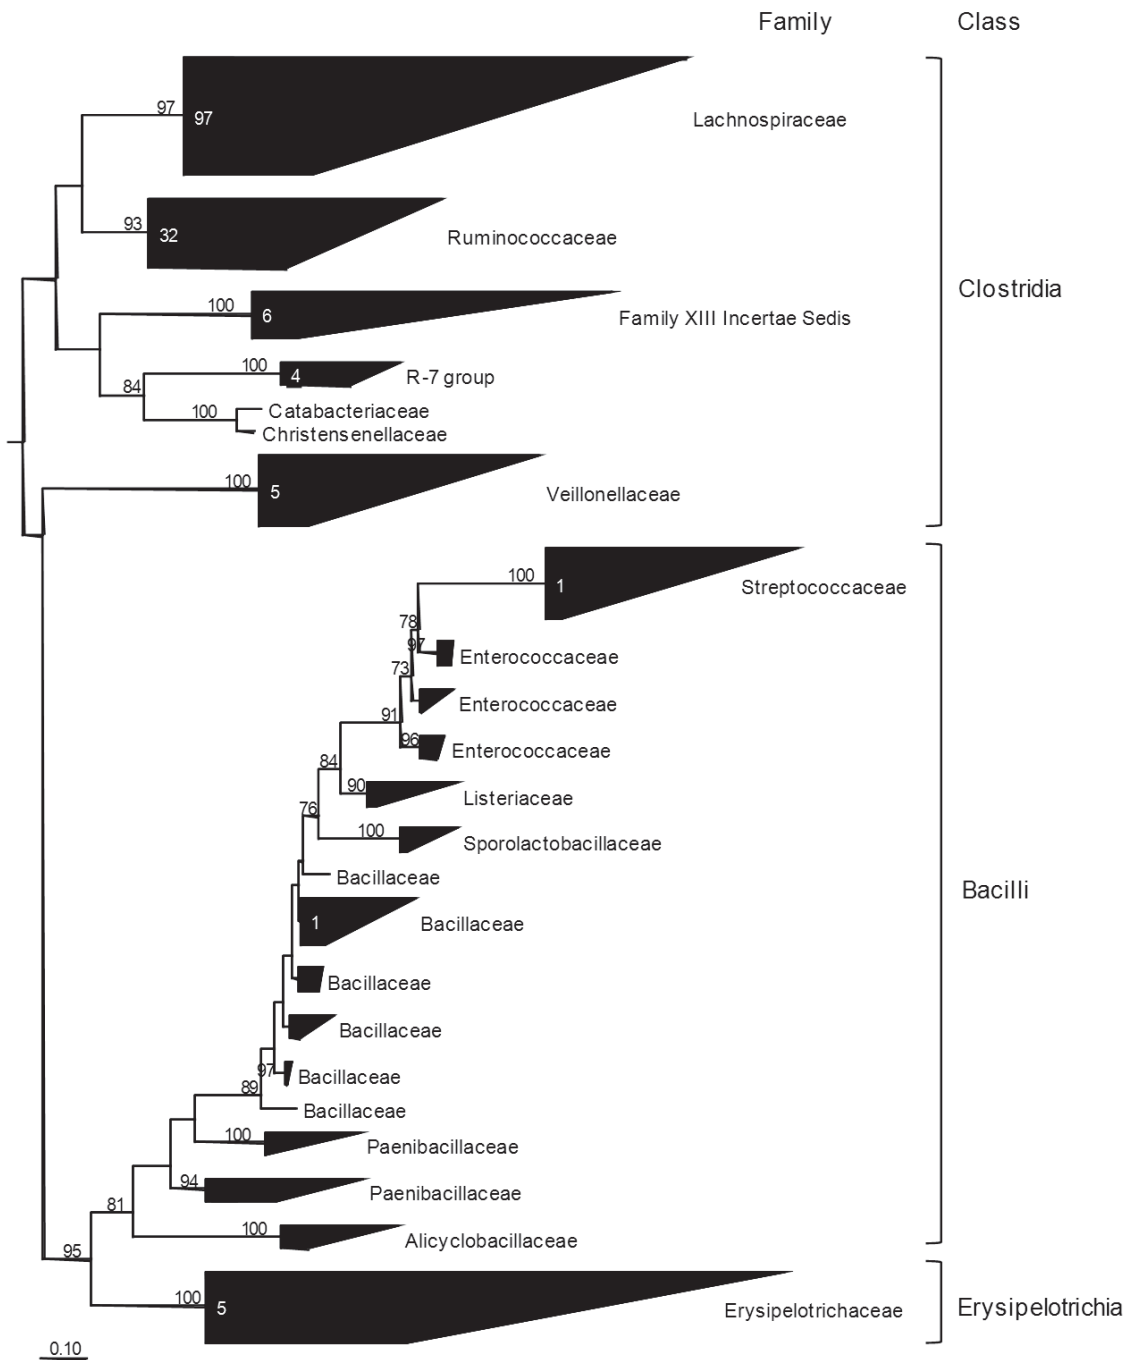 Family Class
97 97 Lachnospiraceae
93 32 Ruminococcaceae
Clostridia
100 6 Family XIII Incertae Sedis
100 4 R-7 group
84
100 Catabacteriaceae
Christensenellaceae
100 5 Veillonellaceae
100 1 Streptococcaceae
78
97 Enterococcaceae
73
Enterococcaceae
91
96 Enterococcaceae
84
90 Listeriaceae
76
100 Sporolactobacillaceae
Bacillaceae
Bacilli
1 Bacillaceae
Bacillaceae
Bacillaceae
97 Bacillaceae
89
Bacillaceae
100 Paenibacillaceae
94 Paenibacillaceae
81
100 Alicyclobacillaceae
95
100 5 Erysipelotrichaceae Erysipelotrichia
0.10